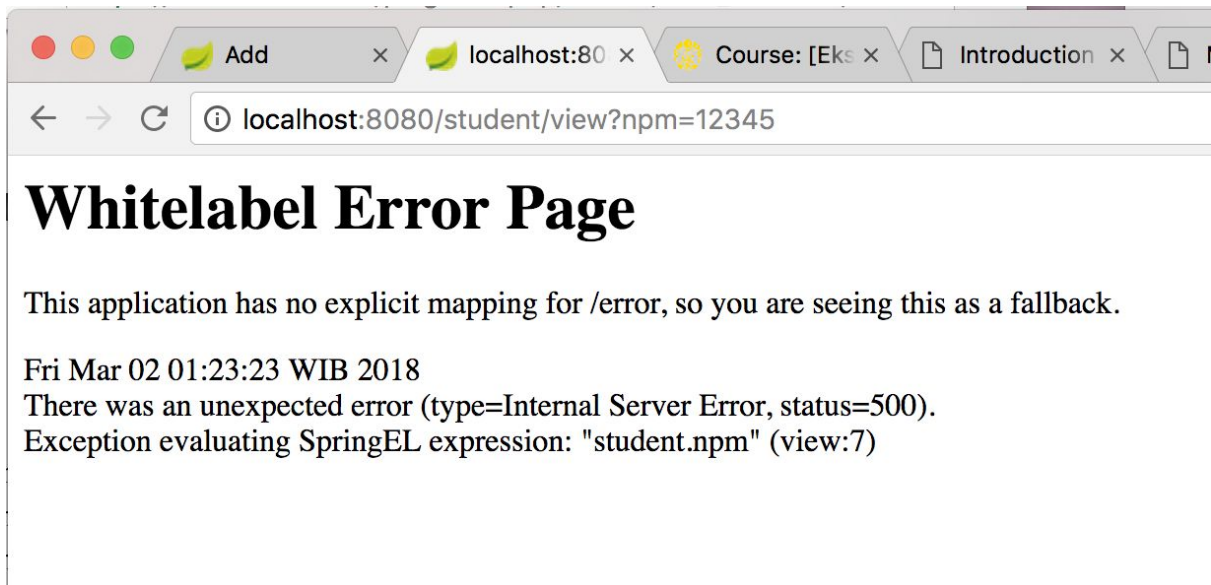 Add
localhost:80
Course: [Eks
Introduction
localhost:8080/student/view?npm=12345
Whitelabel Error Page
This application has no explicit mapping for /error, so you are seeing this as a fallback.
Fri Mar 02 01:23:23 WIB 2018
There was an unexpected error (type=Internal Server Error, status=500).
Exception evaluating SpringEL expression: "student.npm" (view:7)